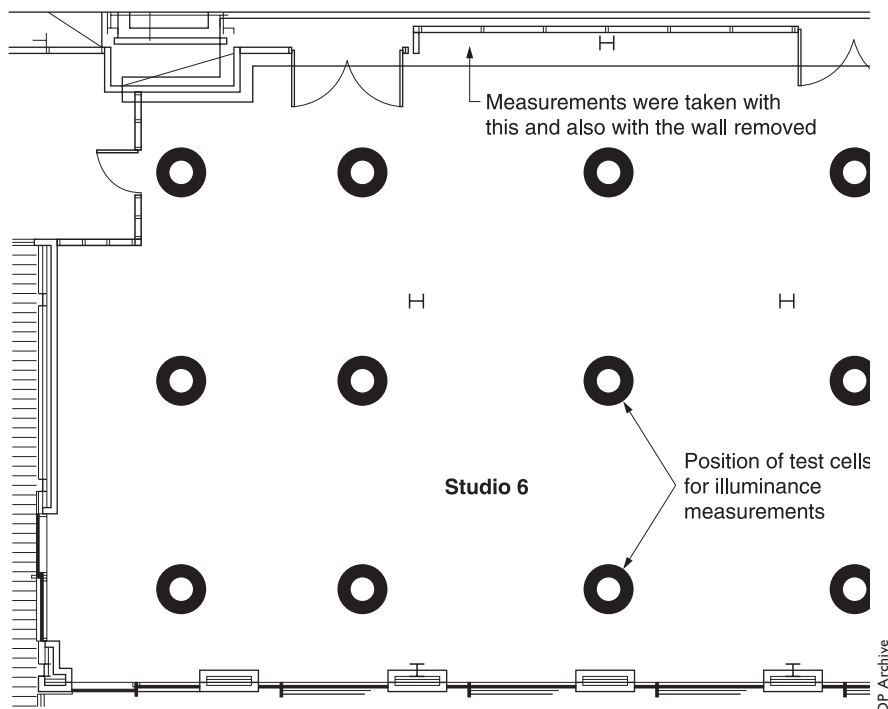 Measurements were taken with
this and also with the wall removed
Position of test cells
for illuminance
measurements
Studio 6